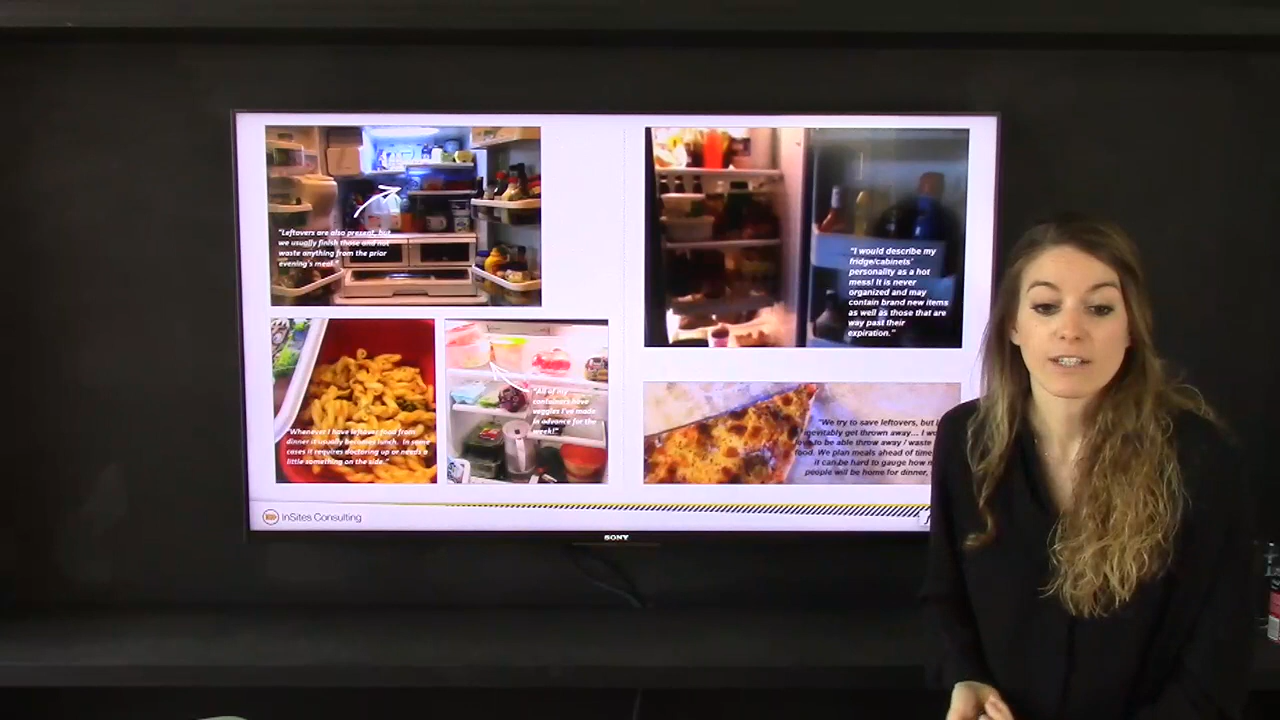 "Leftovers are also present, but
we usually finish those and not
waste anything from the prior
evening's meal."
"Whenever I have leftover food from
dinner it usually becomes lunch. In some
cases it requires doctoring up or needs a
little something on the side."
"All of my
containers have
veggies I've made
in advance for the
week!"
"I would describe my
fridge/cabinets'
personality as a hot
mess! It is never
organized and may
contain brand new items
as well as those that are
way past their
expiration."
"We try to save leftovers, but
inevitably get thrown away... I
to be able throw away / waste
food. We plan meals ahead of time,
it can be hard to gauge how
people will be home for dinner,
InSites Consulting
SONY